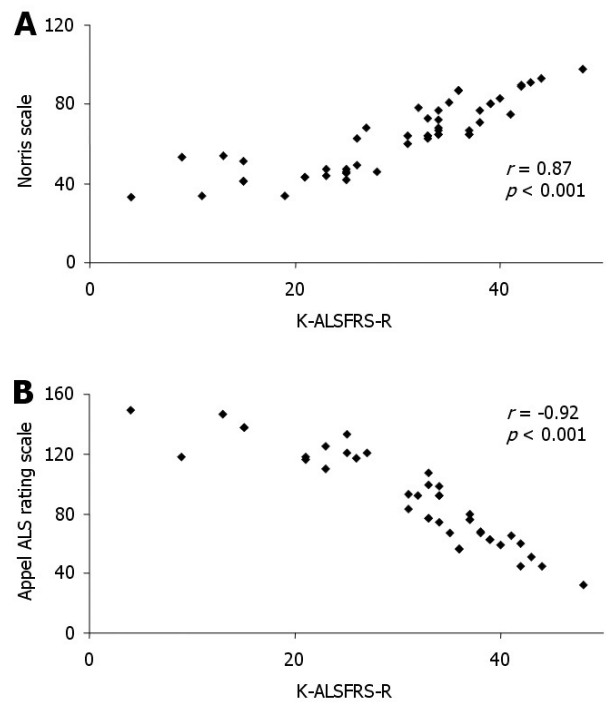 A
120
80
40
0
Norris scale
r = 0.87
p < 0.001
0 20 40
K-ALSFRS-R
B
160
120
80
40
0
Appel ALS rating scale
r = -0.92
p < 0.001
0 20 40
K-ALSFRS-R